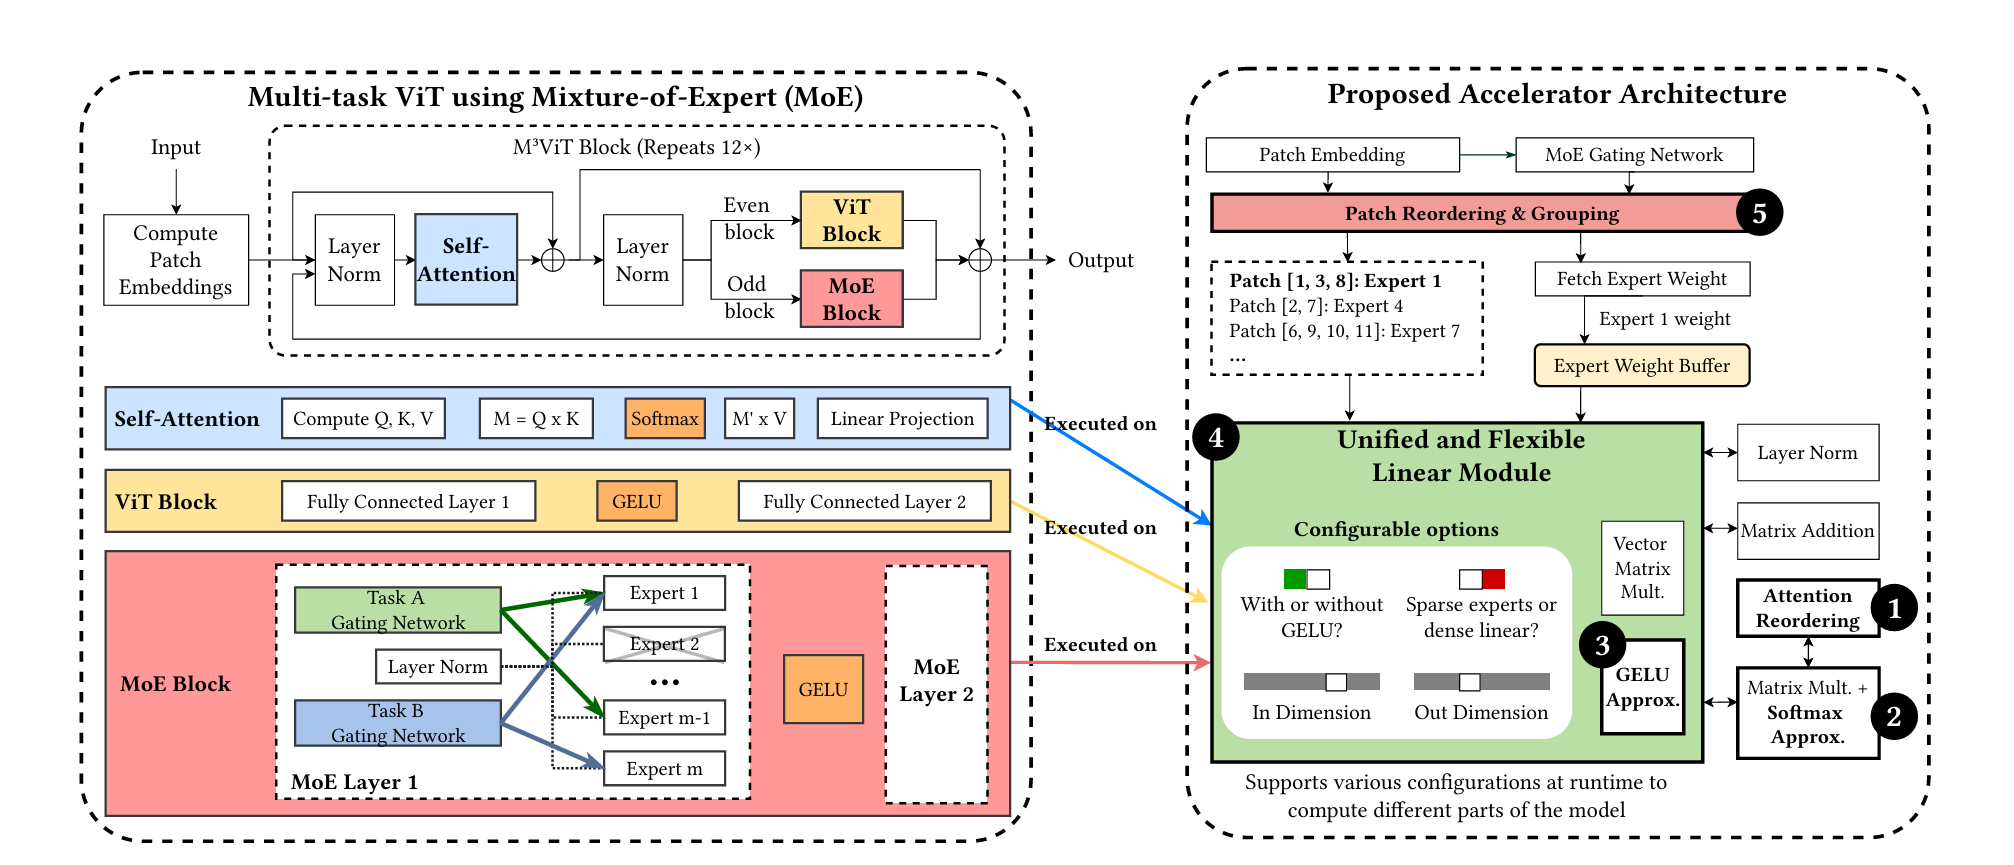 Multi-task ViT using Mixture-of-Expert (MoE)
Input
M³ViT Block (Repeats 12×)
Compute
Patch
Embeddings
Layer
Norm
Self-
Attention
Layer
Norm
Even
block
ViT
Block
Odd
block
MoE
Block
Output
Self-Attention
Compute Q, K, V
M = Q x K
Softmax
M' x V
Linear Projection
ViT Block
Fully Connected Layer 1
GELU
Fully Connected Layer 2
MoE Block
Task A
Gating Network
Layer Norm
Task B
Gating Network
MoE Layer 1
Expert 1
Expert 2
...
Expert m-1
Expert m
GELU
MoE
Layer 2
Executed on
Executed on
Executed on
Proposed Accelerator Architecture
Patch Embedding
MoE Gating Network
Patch Reordering & Grouping
5
Patch [1, 3, 8]: Expert 1
Patch [2, 7]: Expert 4
Patch [6, 9, 10, 11]: Expert 7
...
Fetch Expert Weight
Expert 1 weight
Expert Weight Buffer
4
Unified and Flexible
Linear Module
Configurable options
With or without
GELU?
Sparse experts or
dense linear?
In Dimension
Out Dimension
Vector
Matrix
Mult.
3
GELU
Approx.
Layer Norm
Matrix Addition
Attention
Reordering
1
Matrix Mult. +
Softmax
Approx.
2
Supports various configurations at runtime to
compute different parts of the model